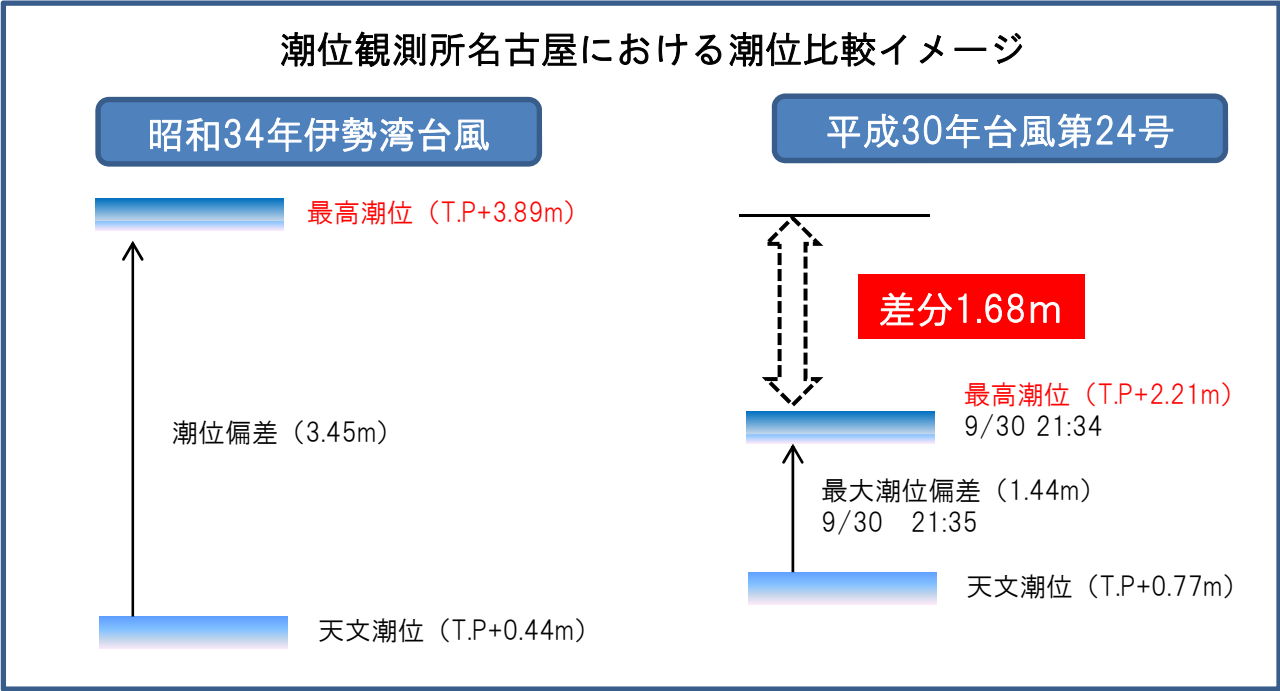 潮位観測所名古屋における潮位比較イメージ
昭和34年伊勢湾台風
平成30年台風第24号
最高潮位（T.P+3.89m）
差分1.68m
最高潮位（T.P+2.21m）
9/30 21:34
潮位偏差（3.45m）
最大潮位偏差（1.44m）
9/30　21:35
天文潮位（T.P+0.77m）
天文潮位（T.P+0.44m）